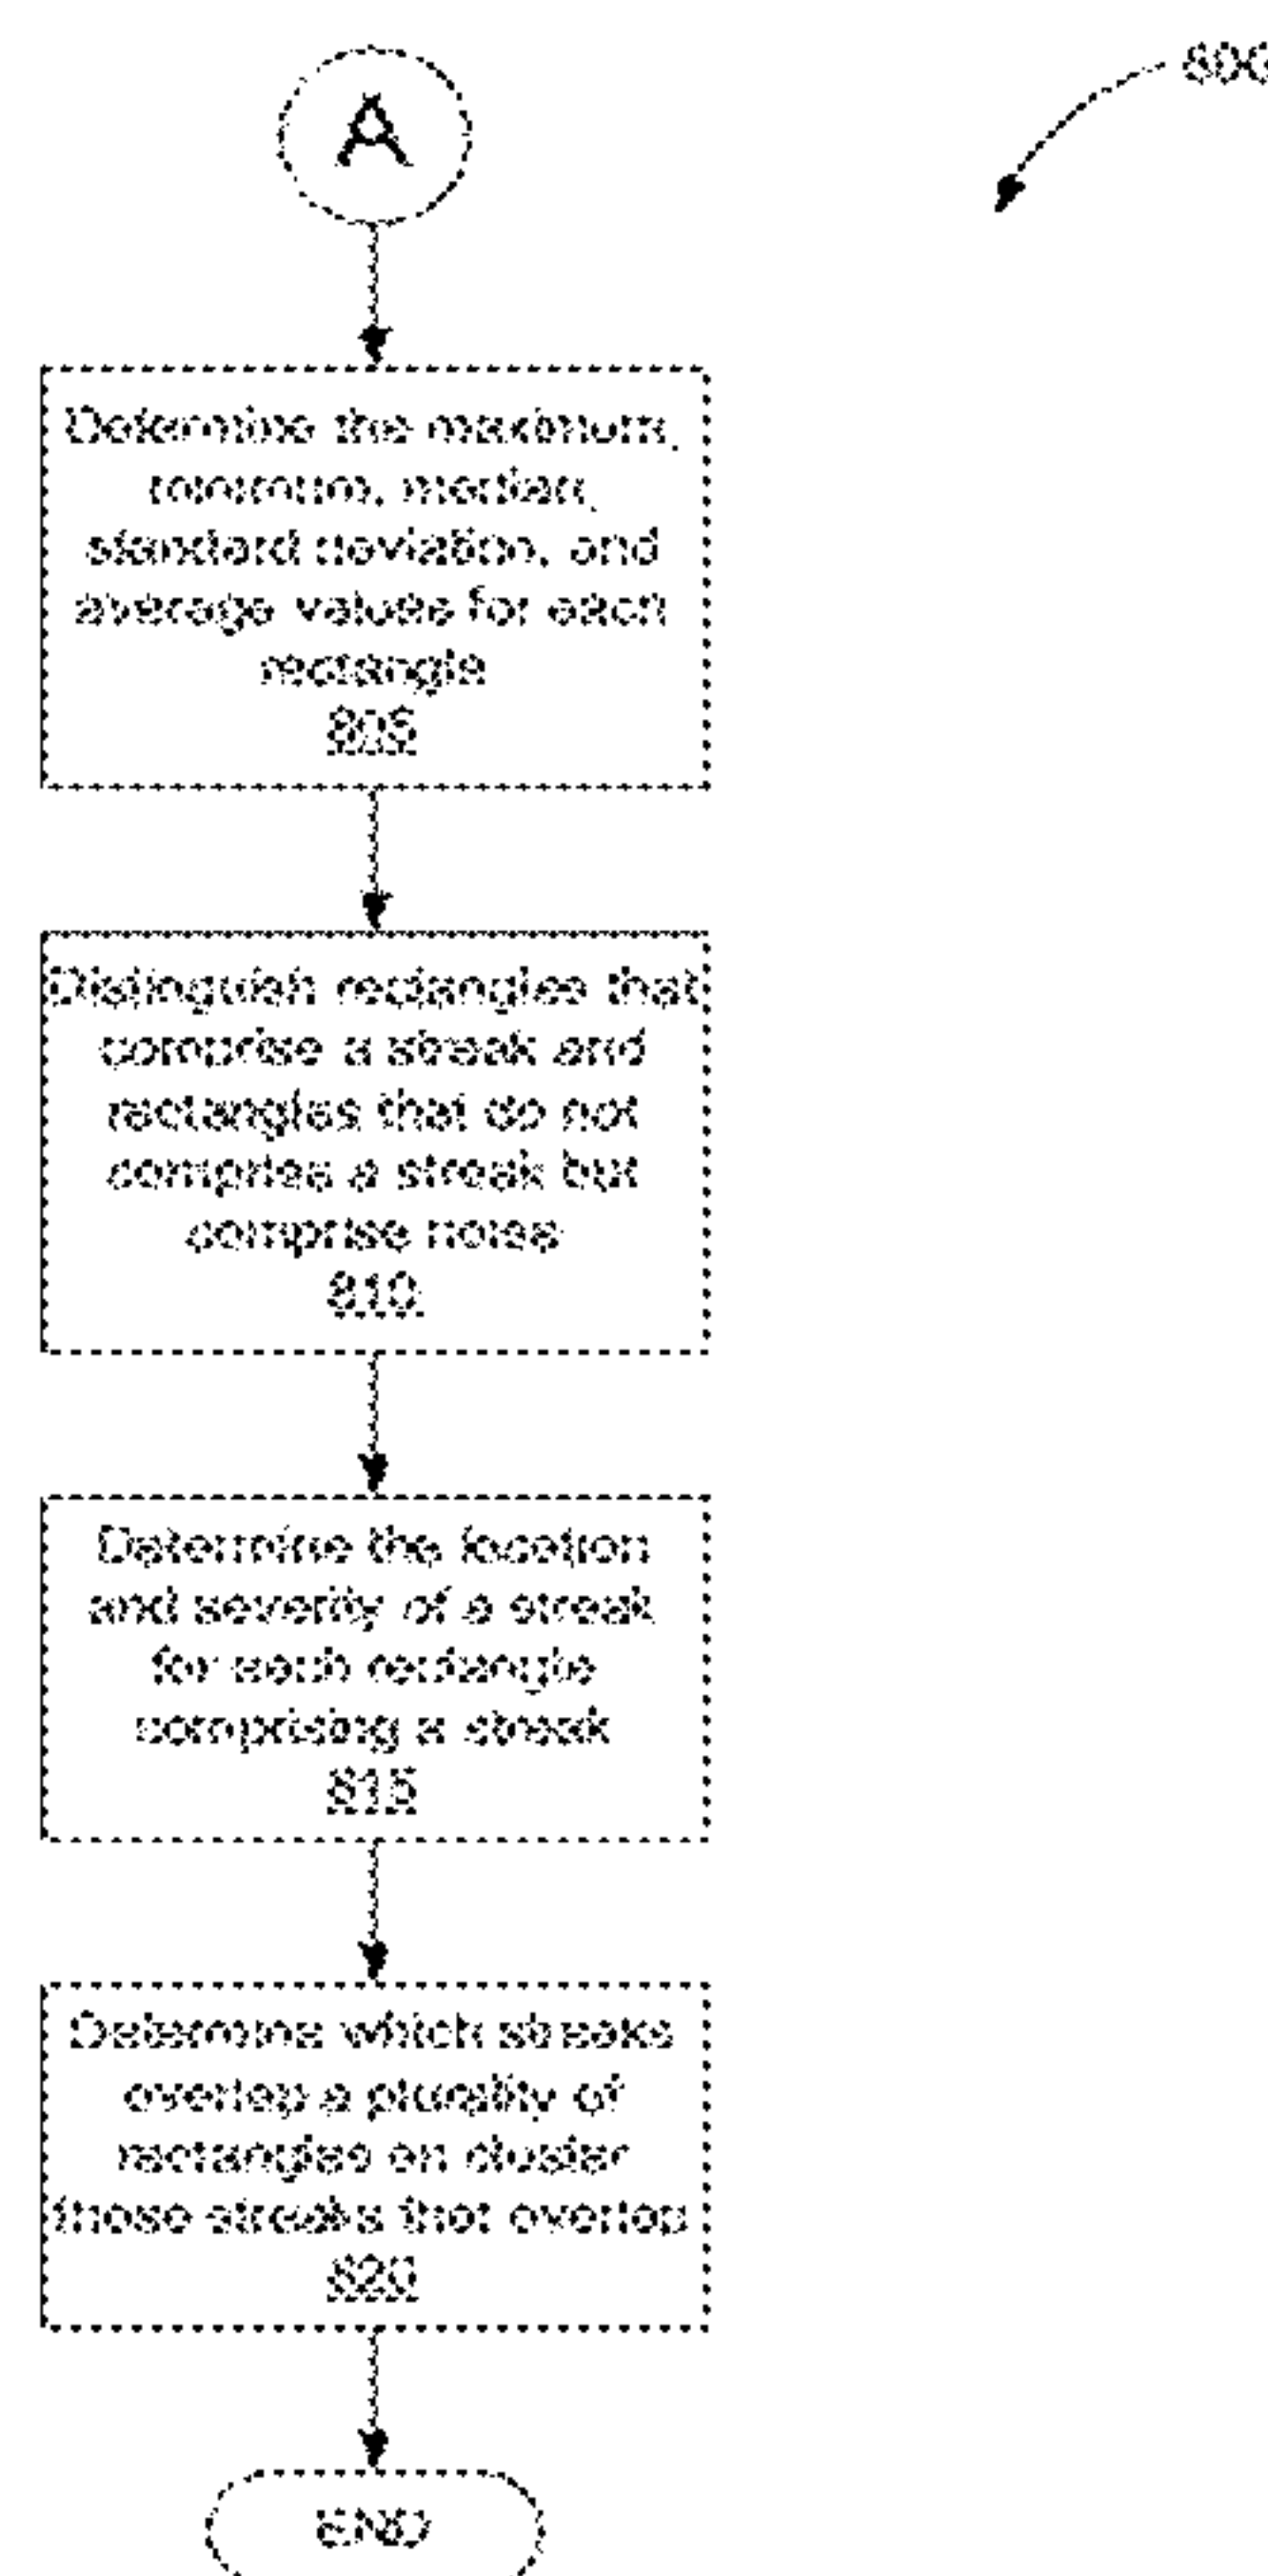 A
800
Determine the maximum,
minimum, median,
standard deviation, and
average values for each
rectangle
805
Distinguish rectangles that
comprise a streak and
rectangles that do not
comprise a streak but
comprise noise
810
Determine the location
and severity of a streak
for each rectangle
comprising a streak
815
Determine which streaks
overlap a plurality of
rectangles on cluster
those streaks that overlap
820
END